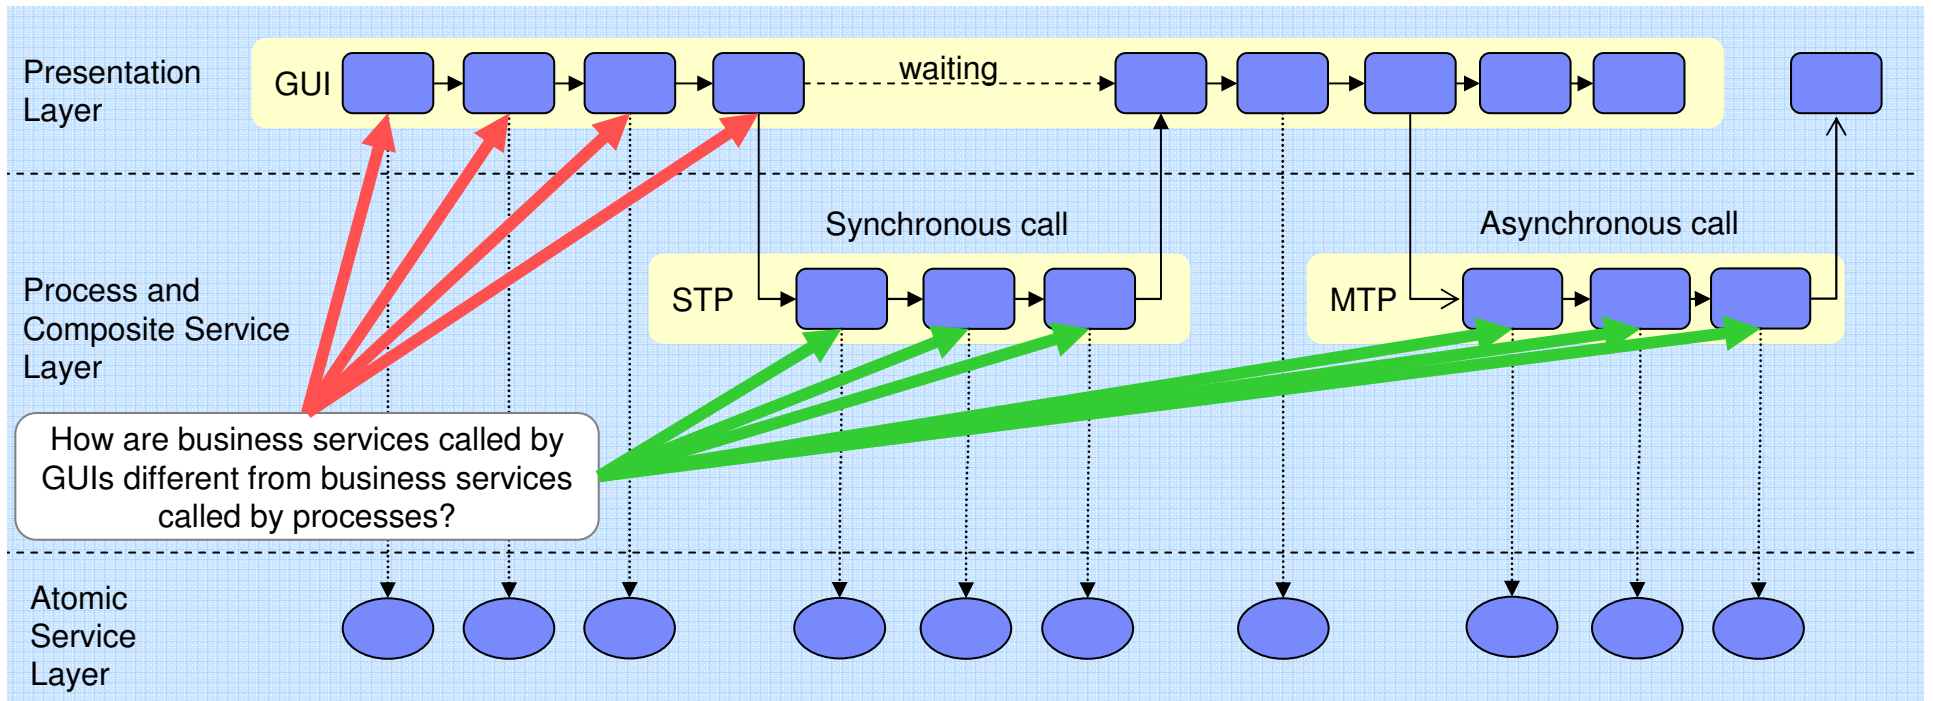 Presentation
Layer
GUI
waiting
Synchronous call
Asynchronous call
Process and
Composite Service
Layer
STP
MTP
How are business services called by
GUIs different from business services
called by processes?
Atomic
Service
Layer